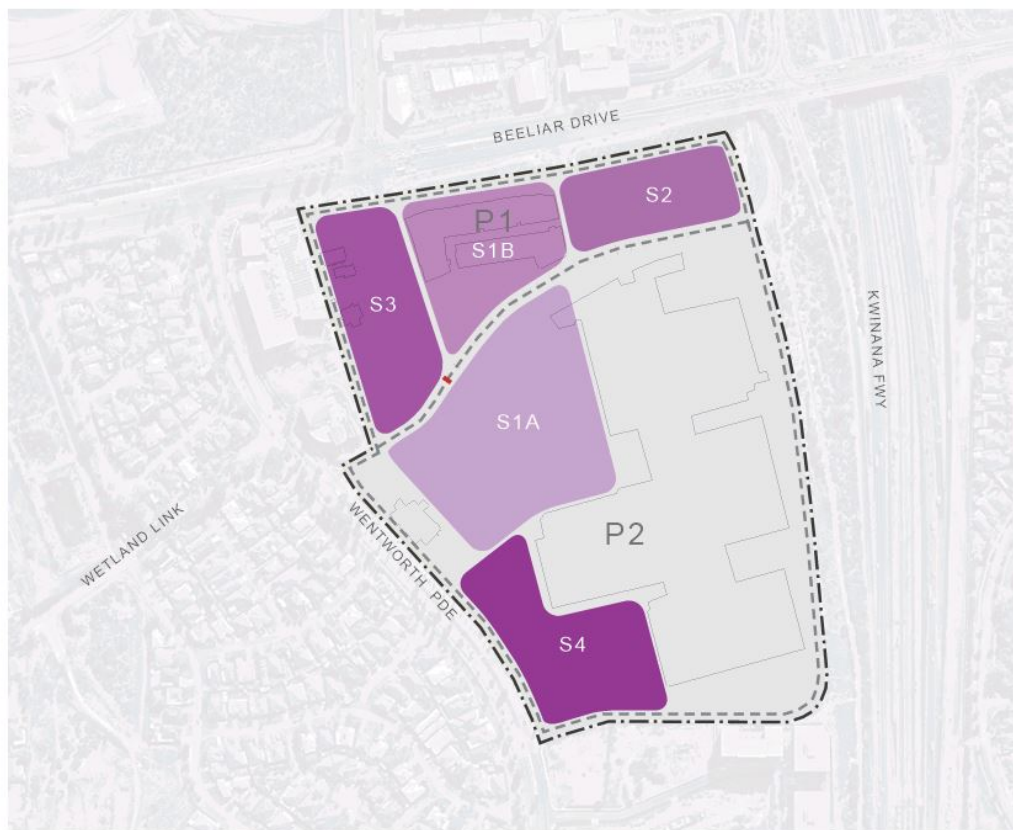 BEELIAR DRIVE
S2
P1
S1B
S3
KWINANA FWY
S1A
P2
WETLAND LINK
WENTWORTH PDE
S4